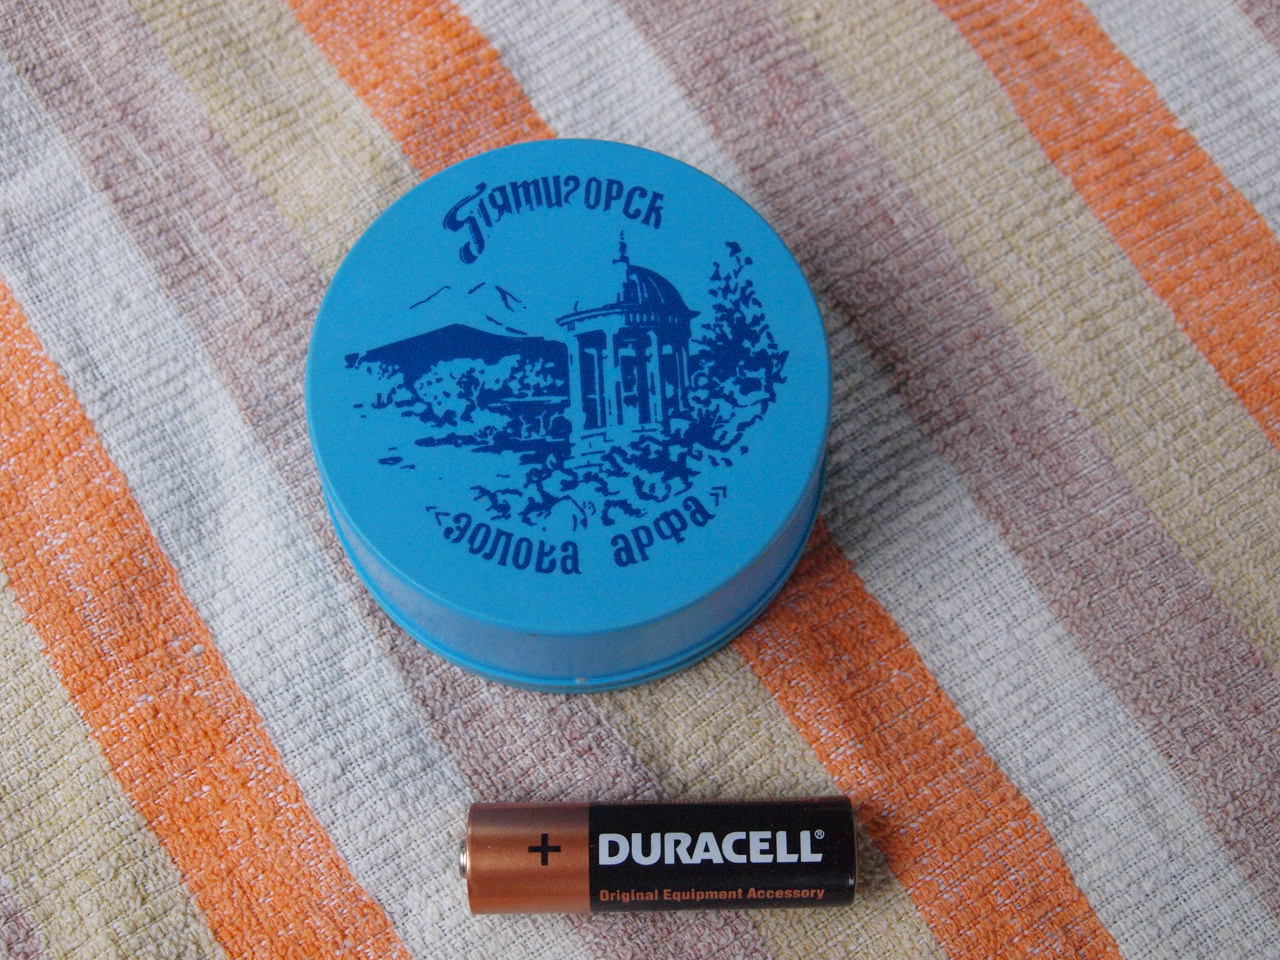 Пятигорск
«Эолова арфа»
+ DURACELL®
Original Equipment Accessory